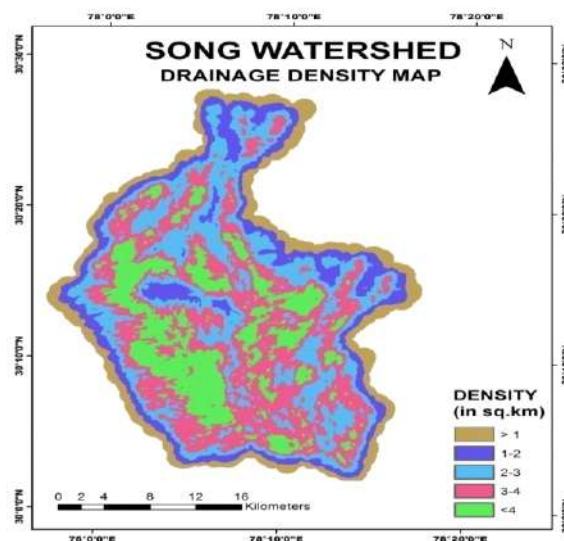 78°0'0"E 78°10'0"E 78°20'0"E
SONG WATERSHED
DRAINAGE DENSITY MAP
N
30°30'0"N
30°20'0"N
30°10'0"N
30°0'0"N
DENSITY
(in sq.km)
> 1
1-2
2-3
3-4
<4
0 2 4 8 12 16
Kilometers
78°0'0"E 78°10'0"E 78°20'0"E